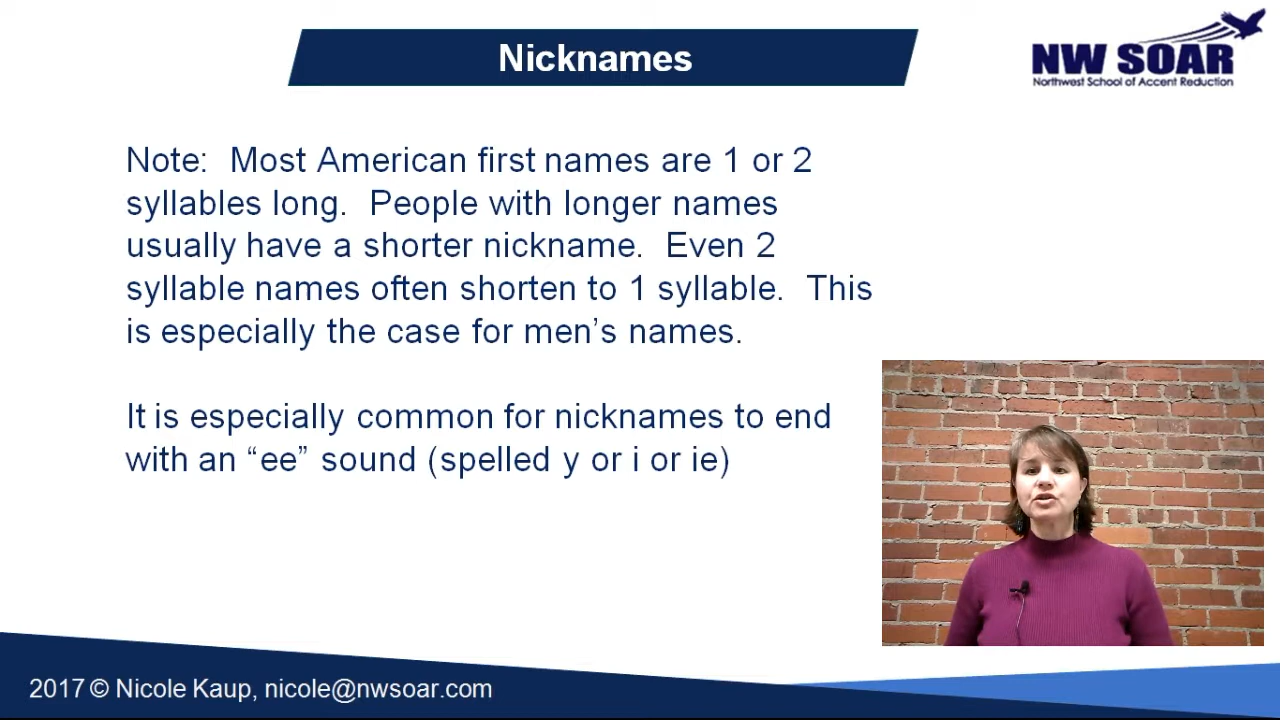 Nicknames
NW SOAR
Northwest School of Accent Reduction
Note:  Most American first names are 1 or 2
syllables long.  People with longer names
usually have a shorter nickname.  Even 2
syllable names often shorten to 1 syllable.  This
is especially the case for men’s names.
It is especially common for nicknames to end
with an “ee” sound (spelled y or i or ie)
2017 © Nicole Kaup, nicole@nwsoar.com